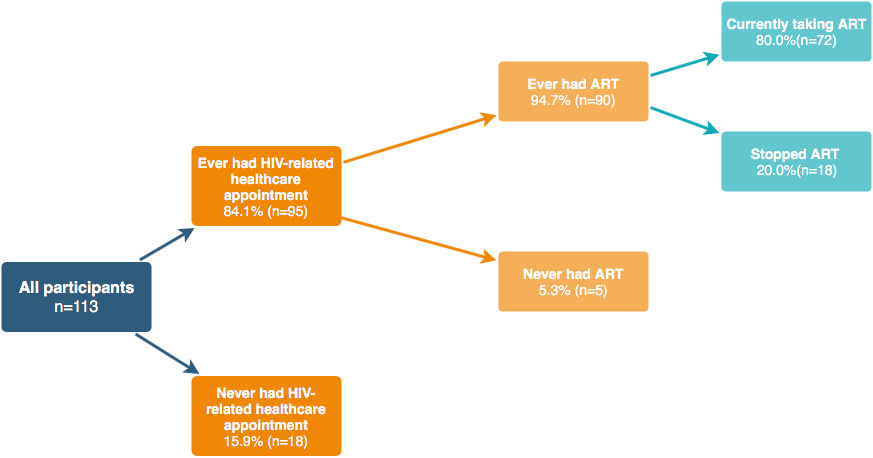 All participants
n=113
Ever had HIV-related
healthcare
appointment
84.1% (n=95)
Never had HIV-
related healthcare
appointment
15.9% (n=18)
Ever had ART
94.7% (n=90)
Never had ART
5.3% (n=5)
Currently taking ART
80.0%(n=72)
Stopped ART
20.0%(n=18)